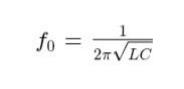 f₀ = 1 / 2π√LC